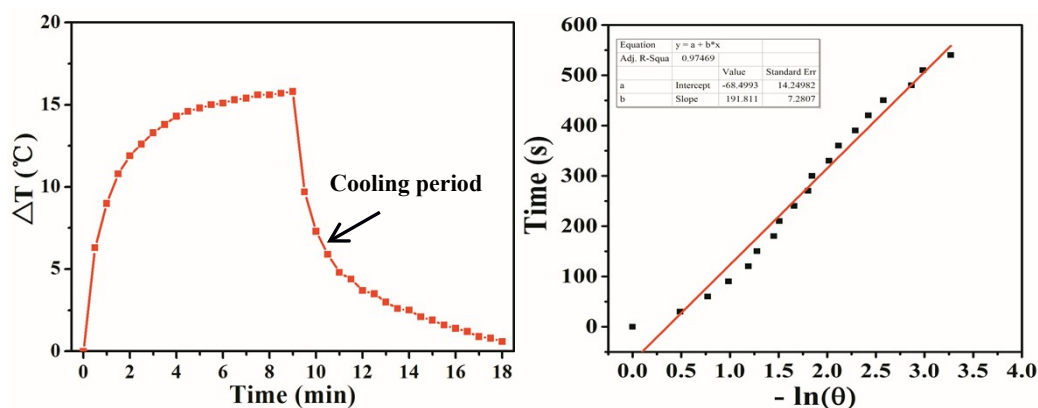 20
15
10
5
0
△T (℃)
Cooling period
0 2 4 6 8 10 12 14 16 18
Time (min)
600
500
400
300
200
100
0
Time (s)
Equation y = a + b*x
Adj. R-Squa 0.97469
Value Standard Err
a Intercept -68.4993 14.24982
b Slope 191.811 7.2807
0.0 0.5 1.0 1.5 2.0 2.5 3.0 3.5 4.0
- ln(θ)